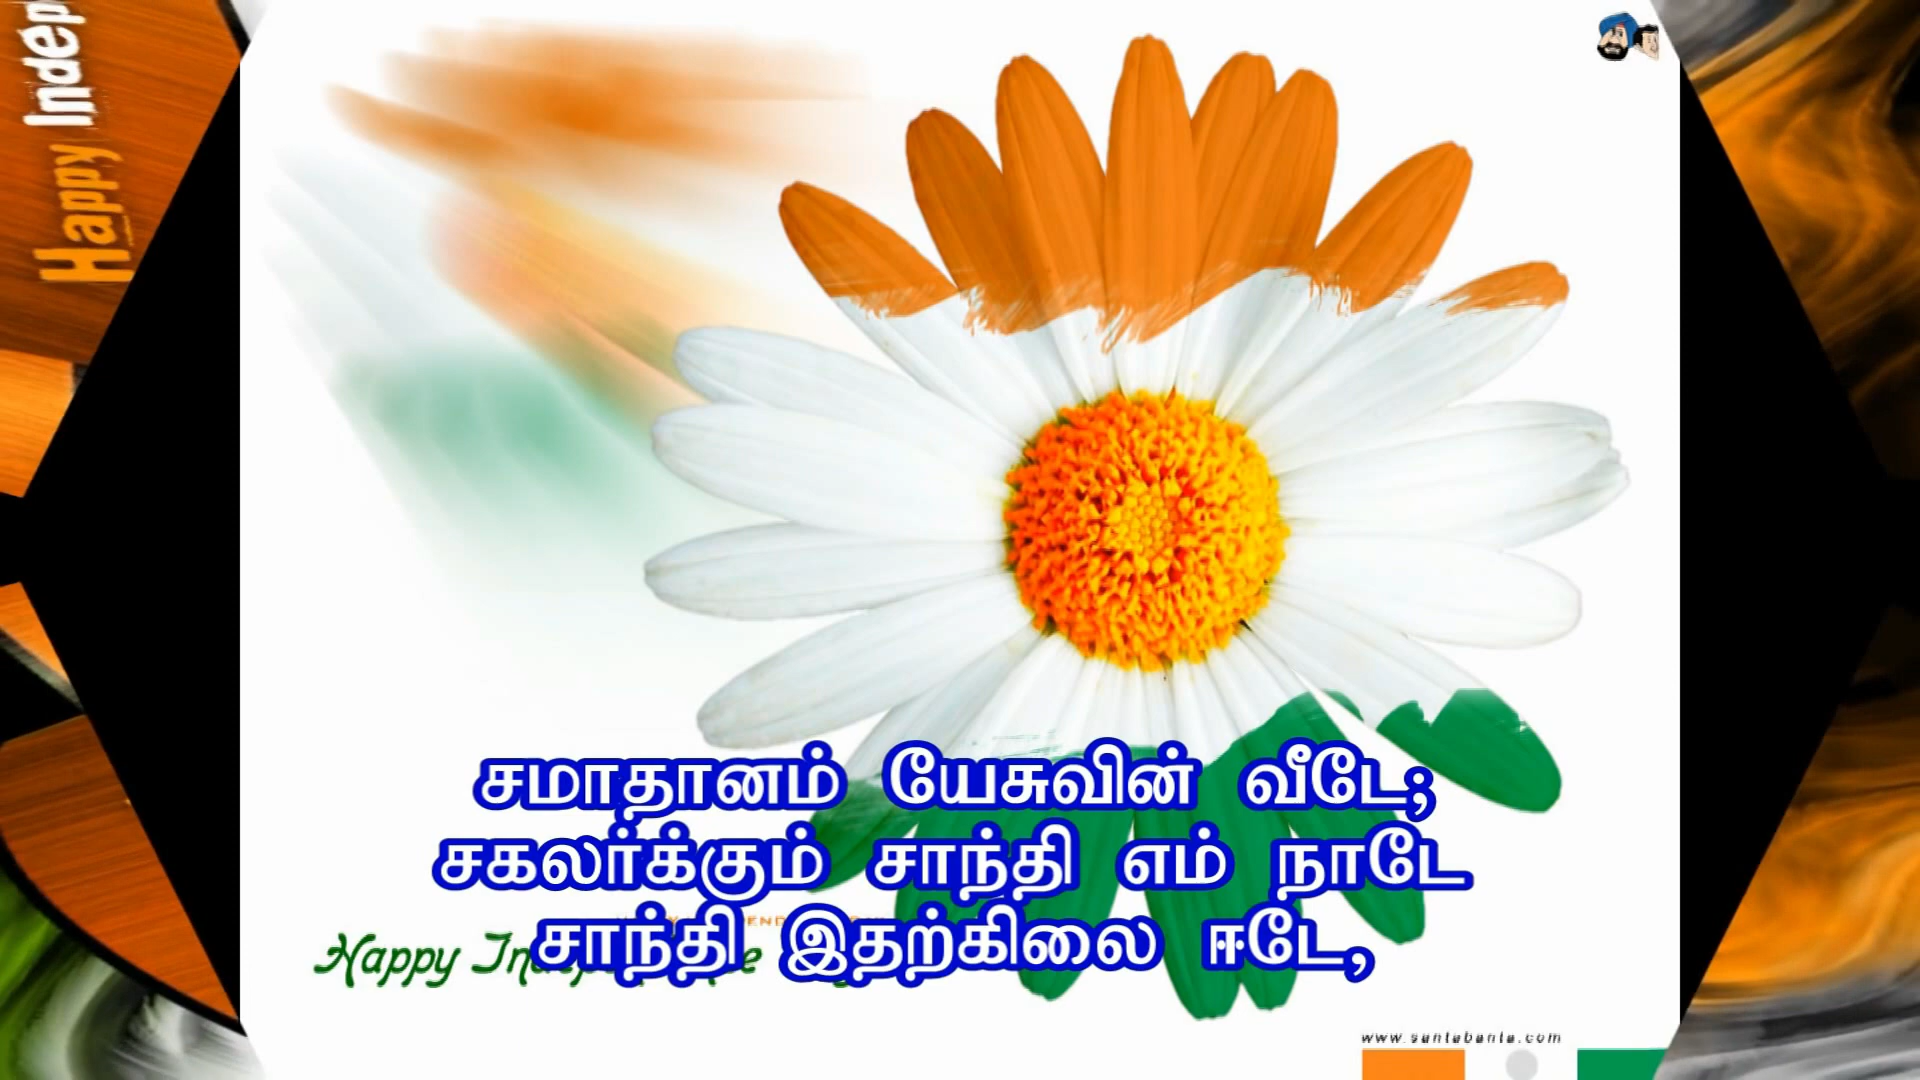 Happy Indep
சமாதானம் யேசுவின் வீடே;
சகலர்க்கும் சாந்தி எம் நாடே
சாந்தி இதற்கிலை ஈடே,
Happy
www.santabanta.com